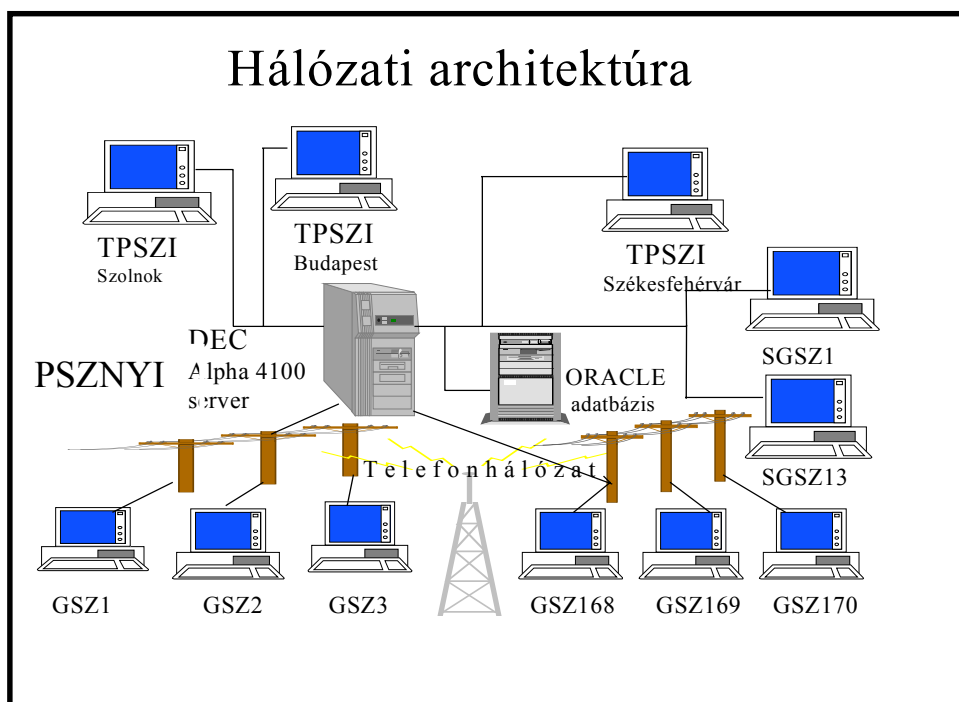 Hálózati architektúra
TPSZI
Szolnok
TPSZI
Budapest
TPSZI
Székesfehérvár
SGSZ1
PSZNYI
DEC
Alpha 4100
server
ORACLE
adatbázis
SGSZ13
Telefonhálózat
GSZ1
GSZ2
GSZ3
GSZ168
GSZ169
GSZ170